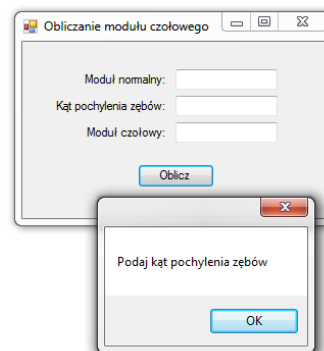 Obliczanie modułu czołowego
Moduł normalny:
Kąt pochylenia zębów:
Moduł czołowy:
Oblicz
Podaj kąt pochylenia zębów
OK